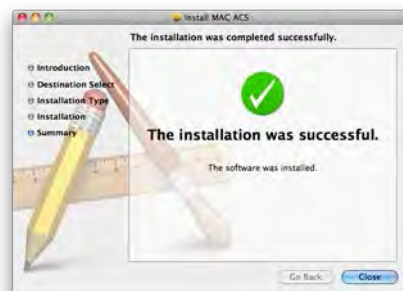 Install MAC ACS
The installation was completed successfully.
Introduction
Destination Select
Installation Type
Installation
Summary
The installation was successful.
The software was installed.
Go Back
Close